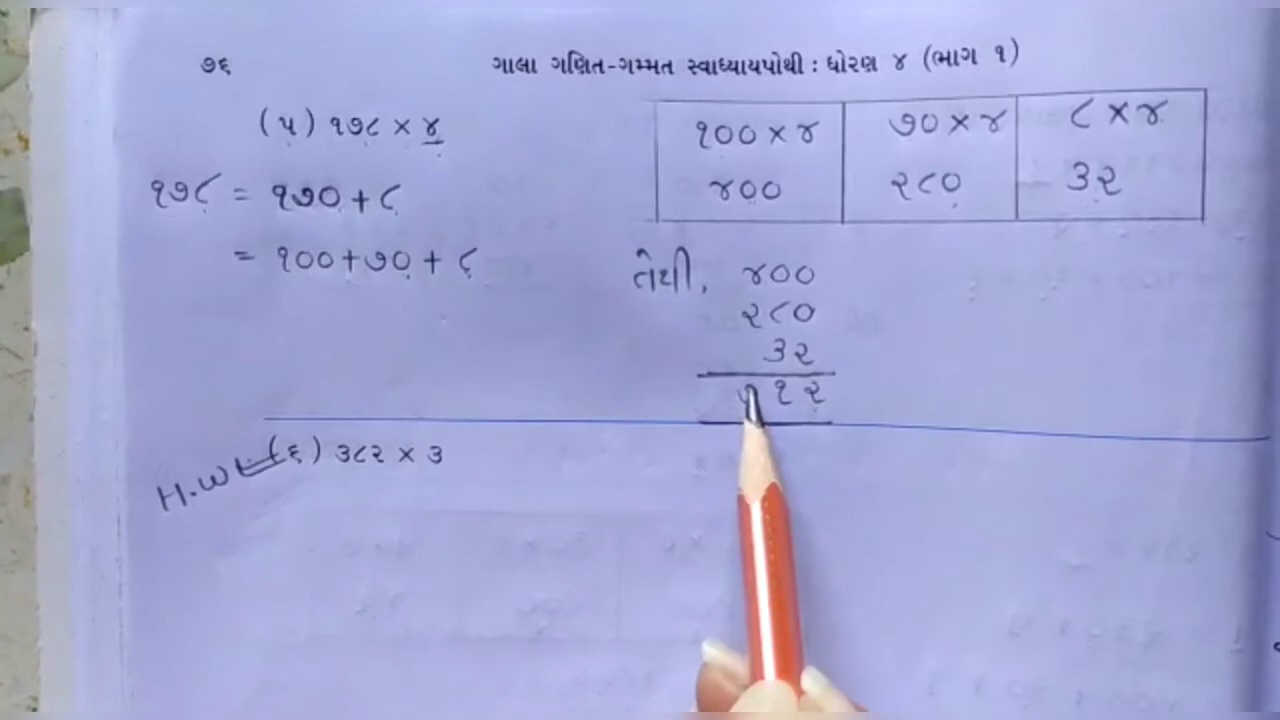 ૭૬ ગાલા ગણિત-ગમ્મત સ્વાધ્યાયપોથી : ધોરણ ૪ (ભાગ ૧)
(૫) ૧૭૮ × ૪
૧૭૮ = ૧૭૦ + ૮
= ૧૦૦ + ૭૦ + ૮
૧૦૦ × ૪ ૭૦ × ૪ ૮ × ૪
૪૦૦ ૨૮૦ ૩૨
તેથી, ૪૦૦
૨૮૦
૩૨
૧૨
H.W (૬) ૩૮૨ × ૩